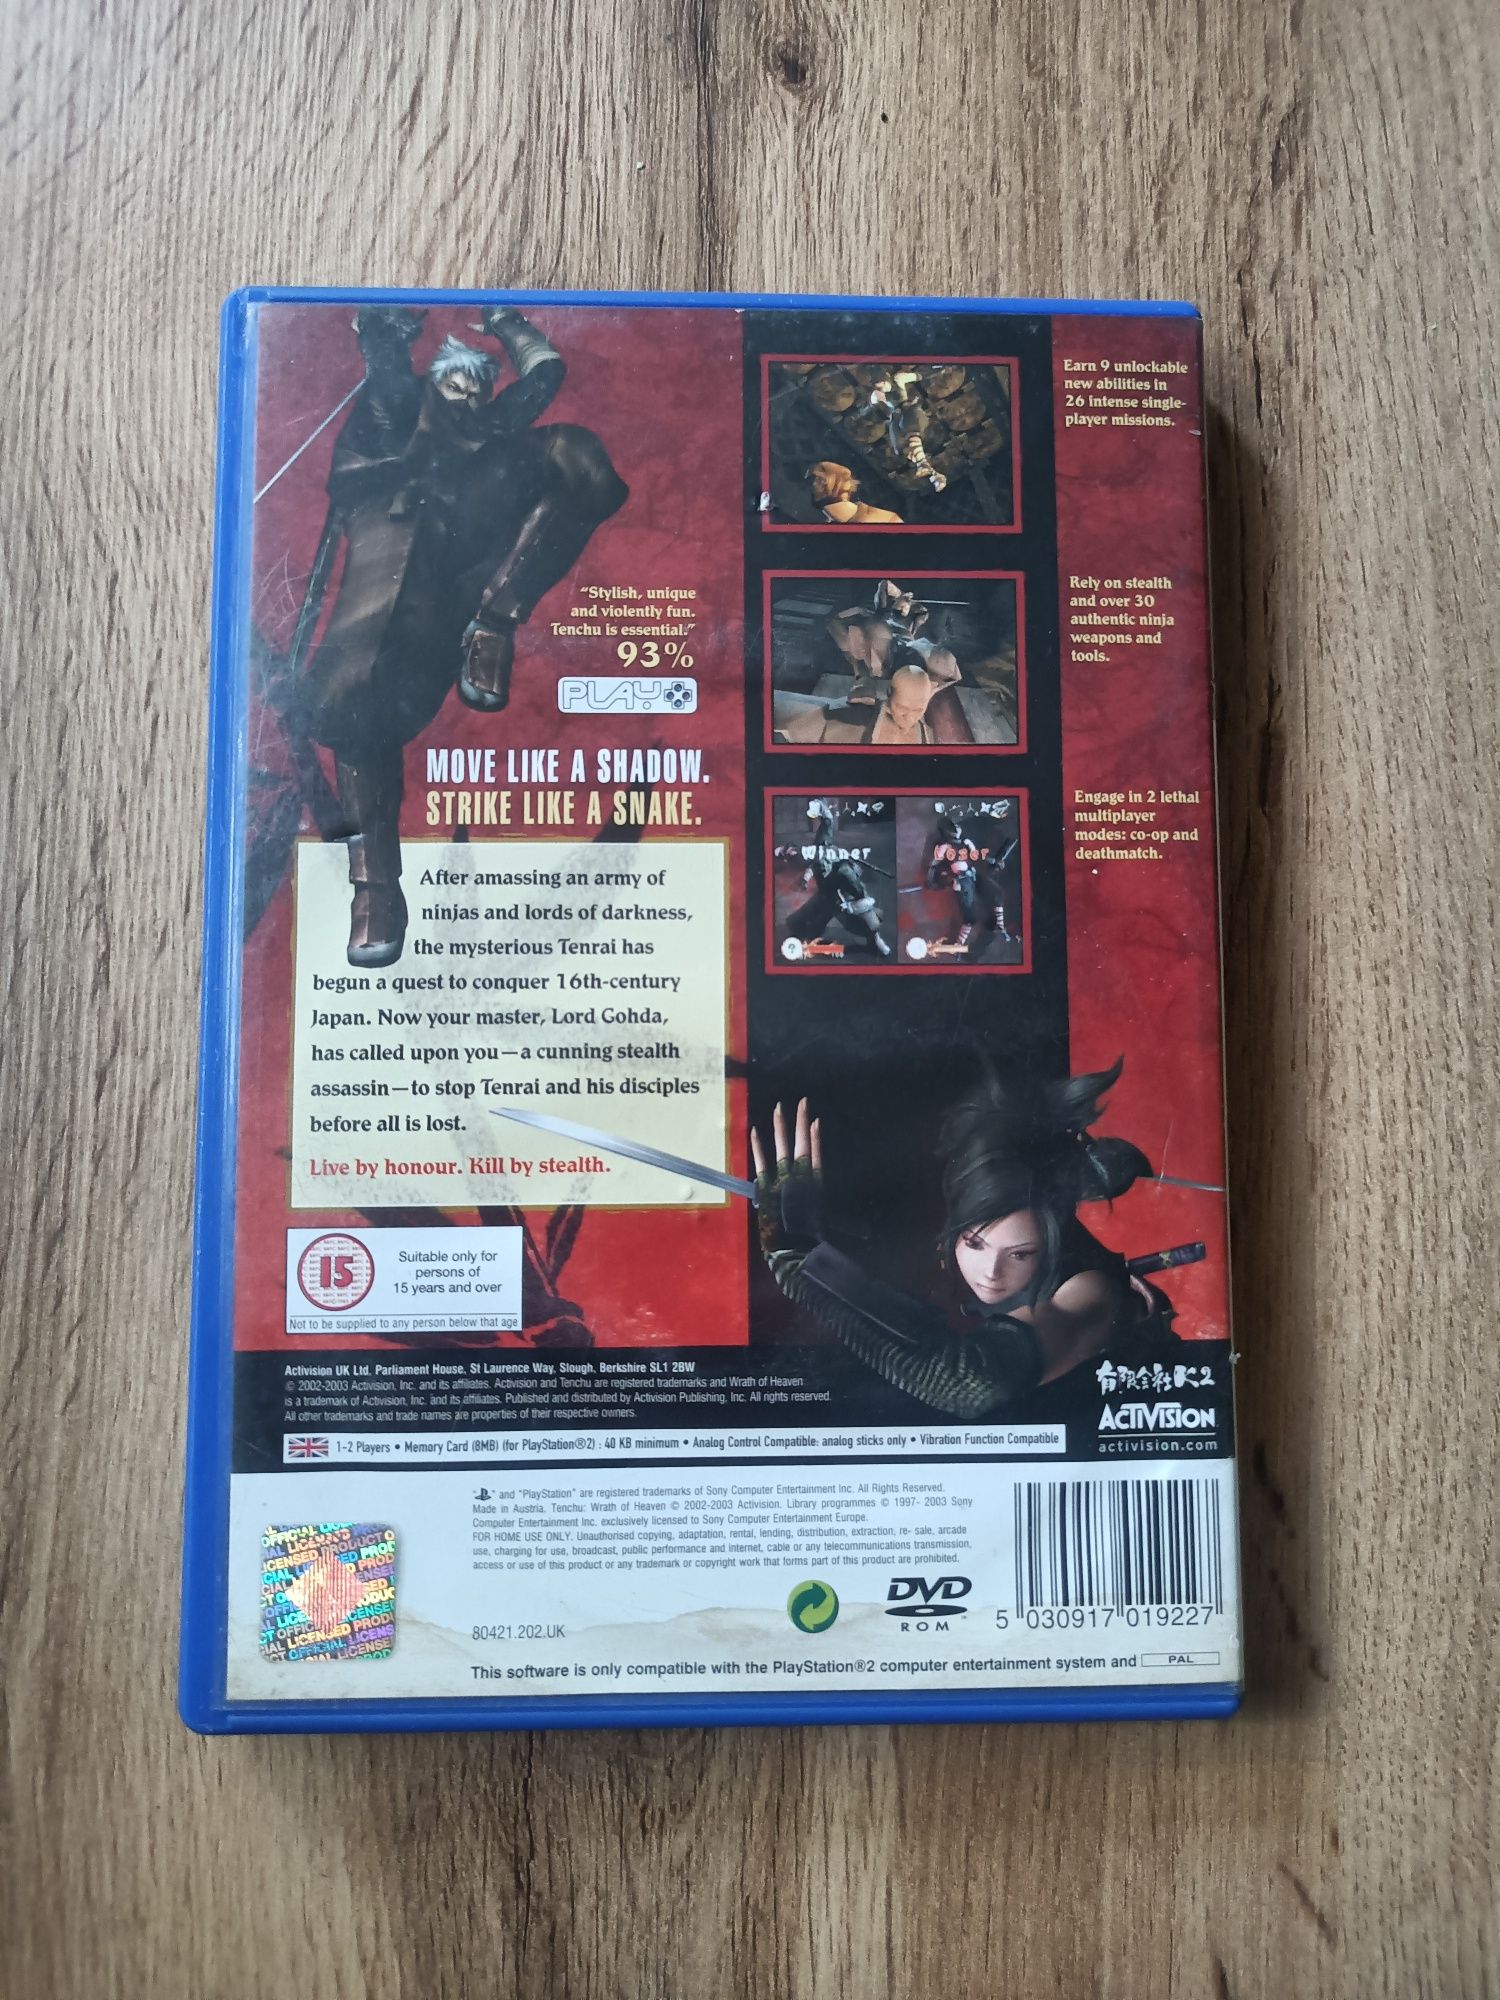 Earn 9 unlockable
new abilities in
26 intense single-
player missions.
"Stylish, unique
and violently fun.
Tenchu is essential."
93%
PLAY
Rely on stealth
and over 30
authentic ninja
weapons and
tools.
MOVE LIKE A SHADOW.
STRIKE LIKE A SNAKE.
Winner
Loser
Engage in 2 lethal
multiplayer
modes: co-op and
deathmatch.
After amassing an army of
ninjas and lords of darkness,
the mysterious Tenrai has
begun a quest to conquer 16th-century
Japan. Now your master, Lord Gohda,
has called upon you—a cunning stealth
assassin—to stop Tenrai and his disciples
before all is lost.
Live by honour. Kill by stealth.
15
Suitable only for
persons of
15 years and over
Not to be supplied to any person below that age
Activision UK Ltd. Parliament House, St Laurence Way, Slough, Berkshire SL1 2BW
© 2002-2003 Activision, Inc. and its affiliates. Activision and Tenchu are registered trademarks and Wrath of Heaven
is a trademark of Activision, Inc. and its affiliates. Published and distributed by Activision Publishing, Inc. All rights reserved.
All other trademarks and trade names are properties of their respective owners.
有限会社K2
ACTIVISION
activision.com
1-2 Players • Memory Card (8MB) (for PlayStation®2) : 40 KB minimum • Analog Control Compatible: analog sticks only • Vibration Function Compatible
" " and "PlayStation" are registered trademarks of Sony Computer Entertainment Inc. All Rights Reserved.
Made in Austria. Tenchu: Wrath of Heaven © 2002-2003 Activision. Library programmes © 1997- 2003 Sony
Computer Entertainment Inc. exclusively licensed to Sony Computer Entertainment Europe.
FOR HOME USE ONLY. Unauthorised copying, adaptation, rental, lending, distribution, extraction, re- sale, arcade
use, charging for use, broadcast, public performance and internet, cable or any telecommunications transmission,
access or use of this product or any trademark or copyright work that forms part of this product are prohibited.
OFFICIAL LICENSED PRODUCT
DVD
ROM
5 030917 019227
80421.202.UK
This software is only compatible with the PlayStation®2 computer entertainment system and PAL